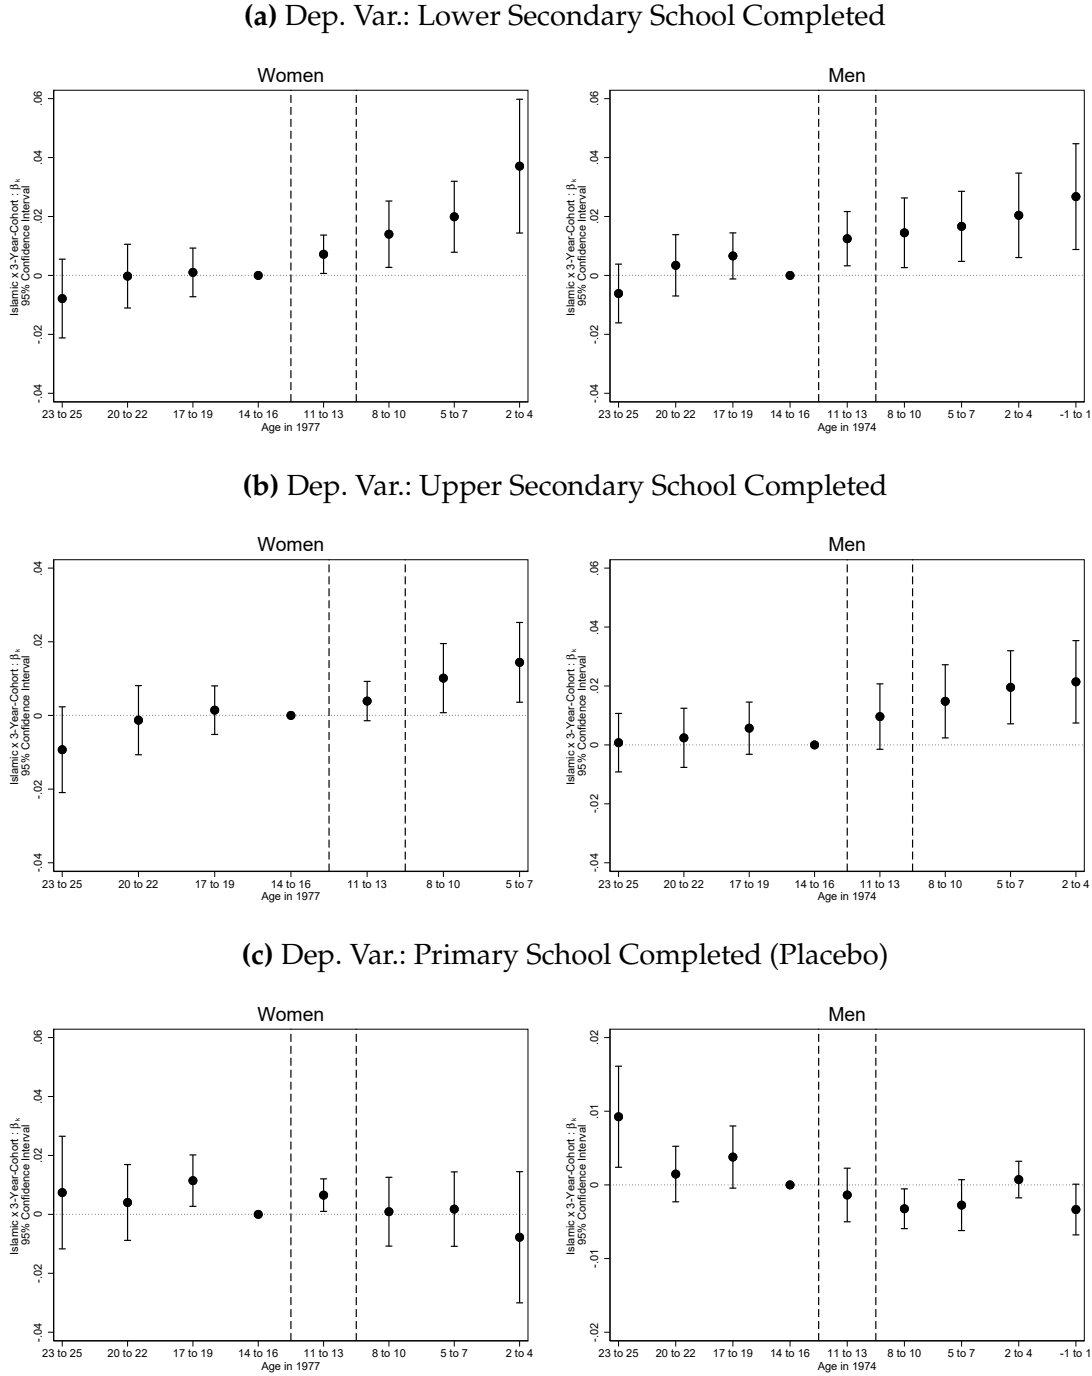 (a) Dep. Var.: Lower Secondary School Completed
Women
Islamic x 3-Year-Cohort : βk
95% Confidence Interval
.06
.04
.02
0
-.02
-.04
23 to 25 20 to 22 17 to 19 14 to 16 11 to 13 8 to 10 5 to 7 2 to 4
Age in 1977
Men
Islamic x 3-Year-Cohort : βk
95% Confidence Interval
.06
.04
.02
0
-.02
-.04
23 to 25 20 to 22 17 to 19 14 to 16 11 to 13 8 to 10 5 to 7 2 to 4 -1 to 1
Age in 1974
(b) Dep. Var.: Upper Secondary School Completed
Women
Islamic x 3-Year-Cohort : βk
95% Confidence Interval
.04
.02
0
-.02
-.04
23 to 25 20 to 22 17 to 19 14 to 16 11 to 13 8 to 10 5 to 7
Age in 1977
Men
Islamic x 3-Year-Cohort : βk
95% Confidence Interval
.06
.04
.02
0
-.02
-.04
23 to 25 20 to 22 17 to 19 14 to 16 11 to 13 8 to 10 5 to 7 2 to 4
Age in 1974
(c) Dep. Var.: Primary School Completed (Placebo)
Women
Islamic x 3-Year-Cohort : βk
95% Confidence Interval
.06
.04
.02
0
-.02
-.04
23 to 25 20 to 22 17 to 19 14 to 16 11 to 13 8 to 10 5 to 7 2 to 4
Age in 1977
Men
Islamic x 3-Year-Cohort : βk
95% Confidence Interval
.02
.01
0
-.01
-.02
23 to 25 20 to 22 17 to 19 14 to 16 11 to 13 8 to 10 5 to 7 2 to 4 -1 to 1
Age in 1974